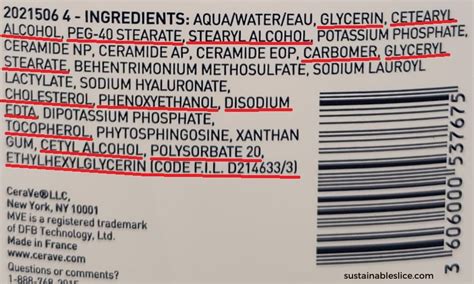 2021506 4 - INGREDIENTS: AQUA/WATER/EAU, GLYCERIN, CETEARYL
ALCOHOL, PEG-40 STEARATE, STEARYL ALCOHOL, POTASSIUM PHOSPHATE,
CERAMIDE NP, CERAMIDE AP, CERAMIDE EOP, CARBOMER, GLYCERYL
STEARATE, BEHENTRIMONIUM METHOSULFATE, SODIUM LAUROYL
LACTYLATE, SODIUM HYALURONATE,
CHOLESTEROL, PHENOXYETHANOL, DISODIUM
EDTA, DIPOTASSIUM PHOSPHATE,
TOCOPHEROL, PHYTOSPHINGOSINE, XANTHAN
GUM, CETYL ALCOHOL, POLYSORBATE 20,
ETHYLHEXYLGLYCERIN (CODE F.I.L. D214633/3)
CeraVe®LLC,
New York, NY 10001
MVE is a registered trademark
of DFB Technology, Ltd.
Made in France
www.cerave.com
Questions or comments?
1-888-768-2915
3 606000 537675
sustainableslice.com